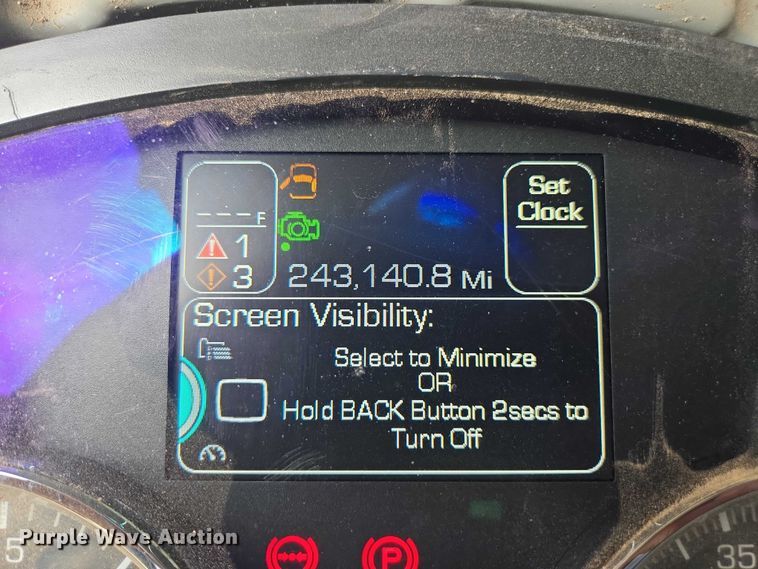 Set
Clock
---F
1
3
243,140.8 Mi
Screen Visibility:
Select to Minimize
OR
Hold BACK Button 2secs to
Turn Off
Purple Wave Auction
P
5
35